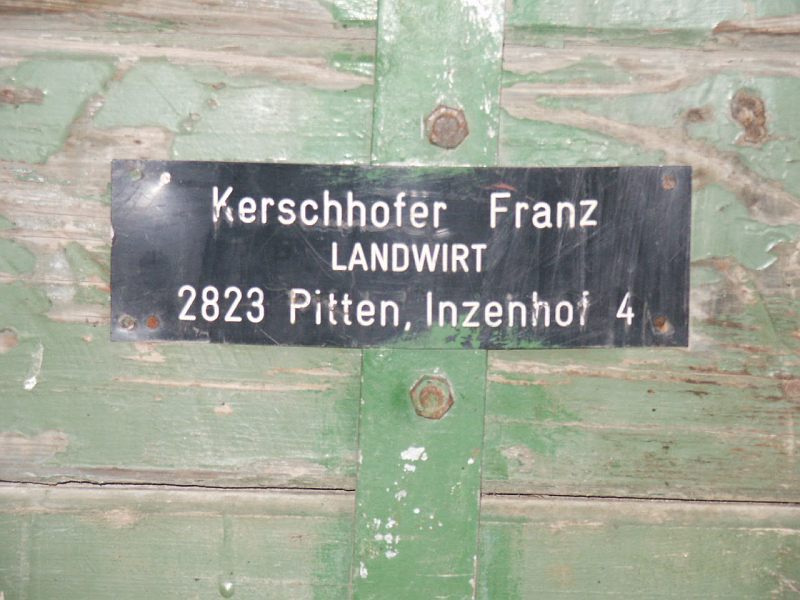 Kerschhofer Franz
LANDWIRT
2823 Pitten, Inzenhof 4